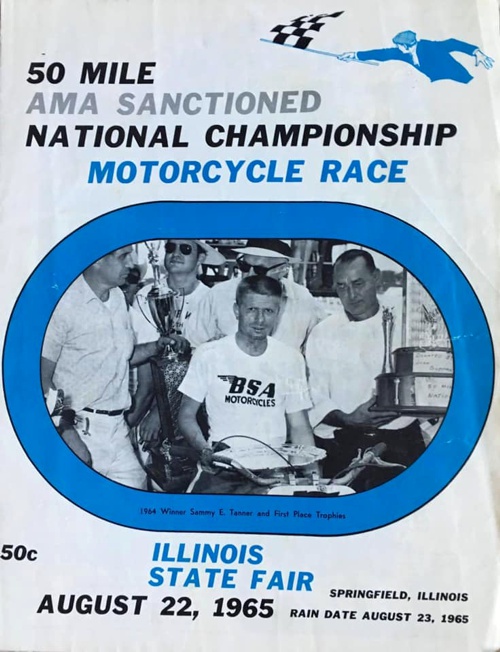 50 MILE
AMA SANCTIONED
NATIONAL CHAMPIONSHIP
MOTORCYCLE RACE
BSA
MOTORCYCLES
1964 Winner Sammy E. Tanner and First Place Trophies
50c
ILLINOIS
STATE FAIR
AUGUST 22, 1965
SPRINGFIELD, ILLINOIS
RAIN DATE AUGUST 23, 1965